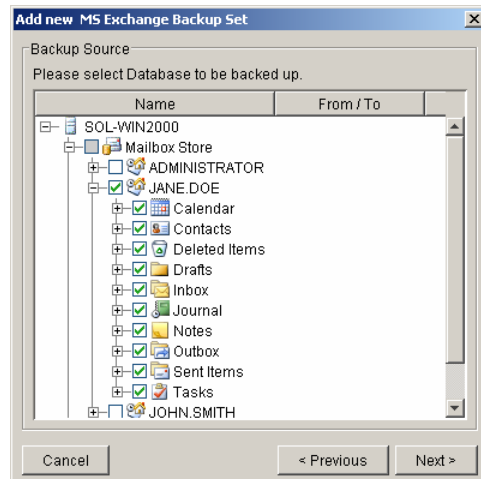 Add new MS Exchange Backup Set
Backup Source
Please select Database to be backed up.
Name From / To
SOL-WIN2000
Mailbox Store
ADMINISTRATOR
JANE.DOE
Calendar
Contacts
Deleted Items
Drafts
Inbox
Journal
Notes
Outbox
Sent Items
Tasks
JOHN.SMITH
Cancel < Previous Next >